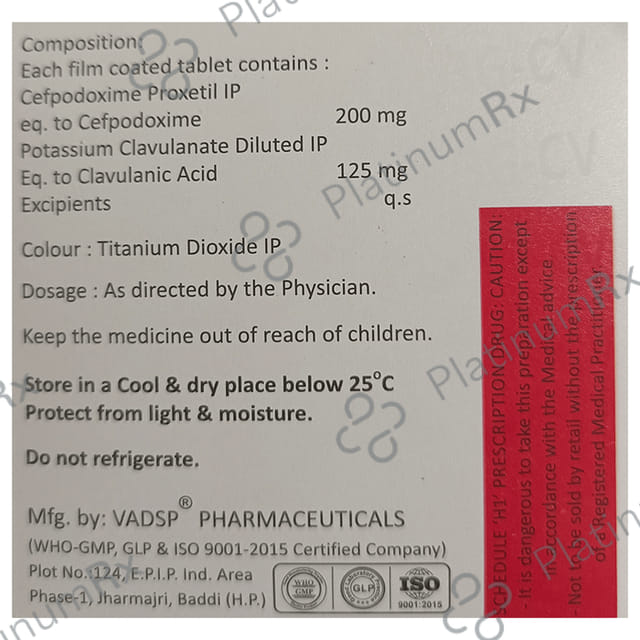 Composition:
Each film coated tablet contains :
Cefpodoxime Proxetil IP
eq. to Cefpodoxime 200 mg
Potassium Clavulanate Diluted IP
Eq. to Clavulanic Acid 125 mg
Excipients q.s
Colour : Titanium Dioxide IP
Dosage : As directed by the Physician.
Keep the medicine out of reach of children.
Store in a Cool & dry place below 25°C
Protect from light & moisture.
Do not refrigerate.
Mfg. by: VADSP® PHARMACEUTICALS
(WHO-GMP, GLP & ISO 9001-2015 Certified Company)
Plot No.:124, E.P.I.P. Ind. Area
Phase-1, Jharmajri, Baddi (H.P.)
WHO
GMP
GLP
ISO
9001:2015
SCHEDULE 'H1' PRESCRIPTION DRUG: CAUTION:
- It is dangerous to take this preparation except
in accordance with the Medical advice
- Not to be sold by retail without the prescription
of a Registered Medical Practitioner.
PlatinumRx
PlatinumRx
PlatinumRx
PlatinumRx
PlatinumRx